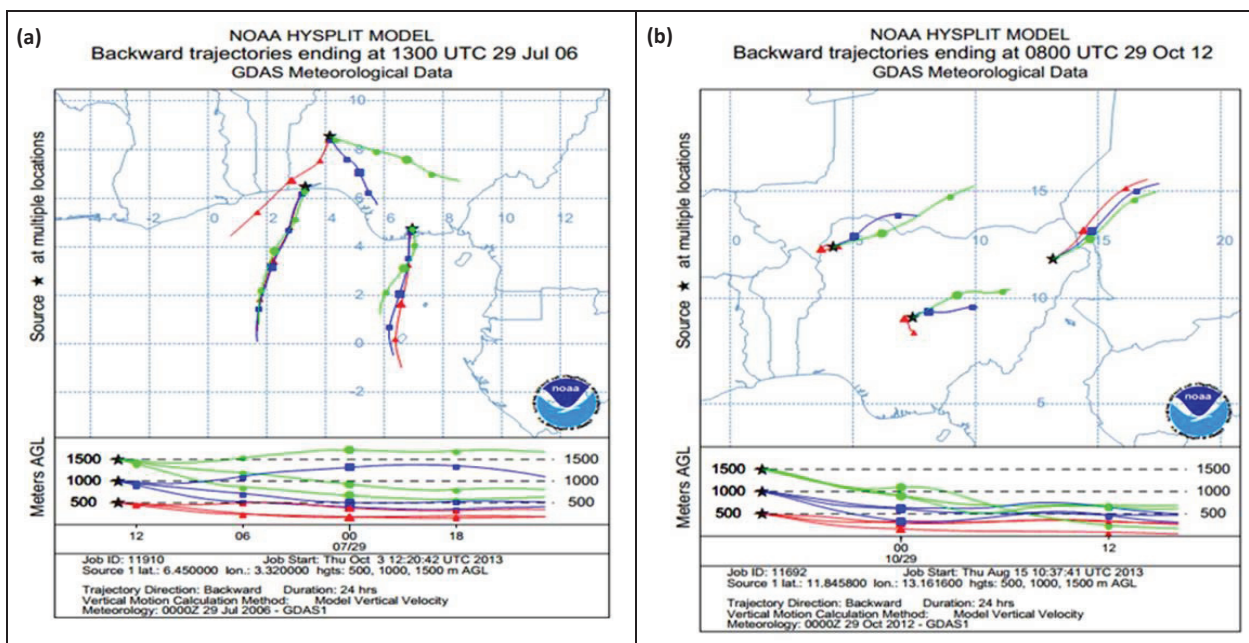 (a)
NOAA HYSPLIT MODEL
Backward trajectories ending at 1300 UTC 29 Jul 06
GDAS Meteorological Data
Source ★ at multiple locations
10
8
6
4
2
0
-2
-4 -2 0 2 4 6 8 10 12
noaa
Meters AGL
1500 1500
1000 1000
500 500
12 06 00 18
07/29
Job ID: 11910 Job Start: Thu Oct 3 12:20:42 UTC 2013
Source 1 lat.: 6.450000 lon.: 3.320000 hgts: 500, 1000, 1500 m AGL
Trajectory Direction: Backward Duration: 24 hrs
Vertical Motion Calculation Method: Model Vertical Velocity
Meteorology: 0000Z 29 Jul 2006 - GDAS1
(b)
NOAA HYSPLIT MODEL
Backward trajectories ending at 0800 UTC 29 Oct 12
GDAS Meteorological Data
Source ★ at multiple locations
15
0 5 10 15 20
10
5
noaa
Meters AGL
1500 1500
1000 1000
500 500
00 12
10/29
Job ID: 11692 Job Start: Thu Aug 15 10:37:41 UTC 2013
Source 1 lat.: 11.845800 lon.: 13.161600 hgts: 500, 1000, 1500 m AGL
Trajectory Direction: Backward Duration: 24 hrs
Vertical Motion Calculation Method: Model Vertical Velocity
Meteorology: 0000Z 29 Oct 2012 - GDAS1